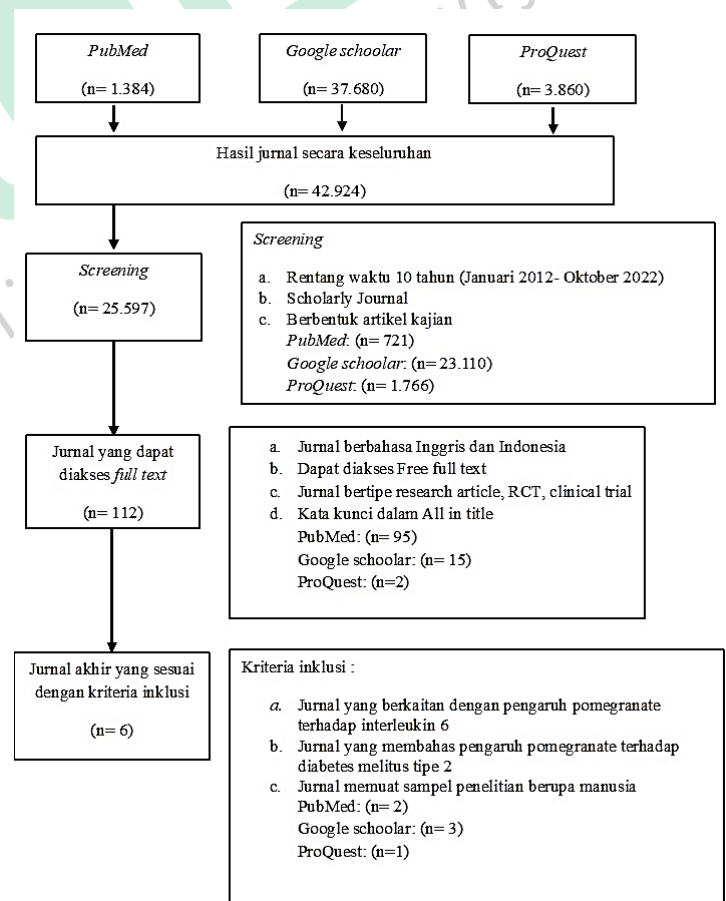 PubMed
(n= 1.384)
Google schoolar
(n= 37.680)
ProQuest
(n= 3.860)
Hasil jurnal secara keseluruhan
(n= 42.924)
Screening
(n= 25.597)
Screening
a. Rentang waktu 10 tahun (Januari 2012- Oktober 2022)
b. Scholarly Journal
c. Berbentuk artikel kajian
PubMed: (n= 721)
Google schoolar: (n= 23.110)
ProQuest: (n= 1.766)
Jurnal yang dapat
diakses full text
(n= 112)
a. Jurnal berbahasa Inggris dan Indonesia
b. Dapat diakses Free full text
c. Jurnal bertipe research article, RCT, clinical trial
d. Kata kunci dalam All in title
PubMed: (n= 95)
Google schoolar: (n= 15)
ProQuest: (n=2)
Jurnal akhir yang sesuai
dengan kriteria inklusi
(n= 6)
Kriteria inklusi :
a. Jurnal yang berkaitan dengan pengaruh pomegranate
terhadap interleukin 6
b. Jurnal yang membahas pengaruh pomegranate terhadap
diabetes melitus tipe 2
c. Jurnal memuat sampel penelitian berupa manusia
PubMed: (n= 2)
Google schoolar: (n= 3)
ProQuest: (n=1)